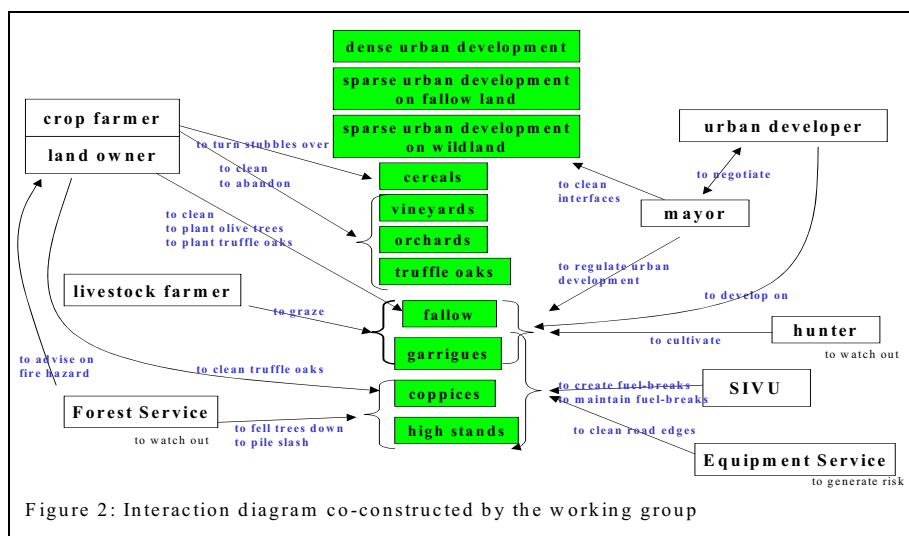 dense urban development
sparse urban development
on fallow land
sparse urban development
on wildland
crop farmer
land owner
to turn stubbles over
to clean
to abandon
cereals
vineyards
orchards
truffle oaks
to clean
to plant olive trees
to plant truffle oaks
urban developer
to negotiate
to clean
interfaces
mayor
to regulate urban
development
livestock farmer
to graze
fallow
garrigues
to develop on
hunter
to cultivate
to watch out
to advise on
fire hazard
to clean truffle oaks
coppices
high stands
to create fuel-breaks
to maintain fuel-breaks
SIVU
Forest Service
to watch out
to fell trees down
to pile slash
to clean road edges
Equipment Service
to generate risk
Figure 2: Interaction diagram co-constructed by the working group